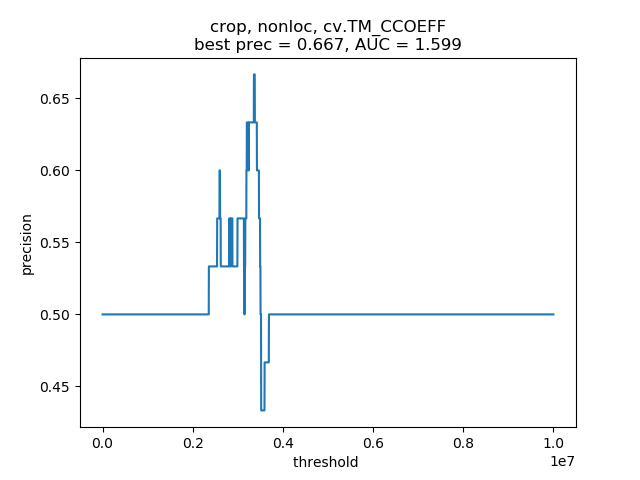 crop, nonloc, cv.TM_CCOEFF
best prec = 0.667, AUC = 1.599
0.65
0.60
0.55
0.50
0.45
precision
0.0 0.2 0.4 0.6 0.8 1.0
1e7
threshold